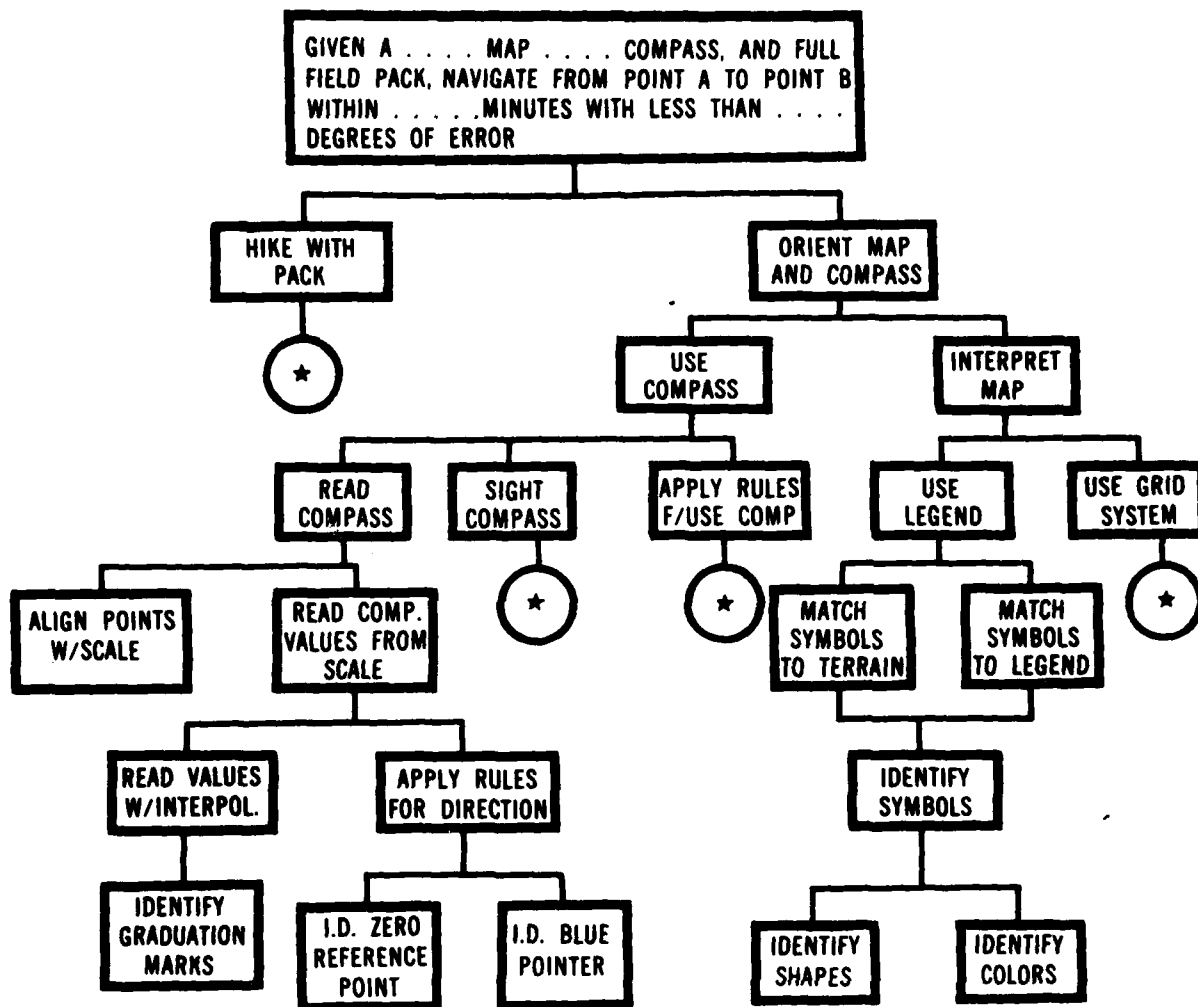 GIVEN A . . . . MAP . . . . COMPASS, AND FULL
FIELD PACK, NAVIGATE FROM POINT A TO POINT B
WITHIN . . . . . MINUTES WITH LESS THAN . . . .
DEGREES OF ERROR
HIKE WITH
PACK
ORIENT MAP
AND COMPASS
USE
COMPASS
INTERPRET
MAP
READ
COMPASS
SIGHT
COMPASS
APPLY RULES
F/USE COMP
USE
LEGEND
USE GRID
SYSTEM
ALIGN POINTS
W/SCALE
READ COMP.
VALUES FROM
SCALE
MATCH
SYMBOLS
TO TERRAIN
MATCH
SYMBOLS
TO LEGEND
READ VALUES
W/INTERPOL.
APPLY RULES
FOR DIRECTION
IDENTIFY
SYMBOLS
IDENTIFY
GRADUATION
MARKS
I.D. ZERO
REFERENCE
POINT
I.D. BLUE
POINTER
IDENTIFY
SHAPES
IDENTIFY
COLORS